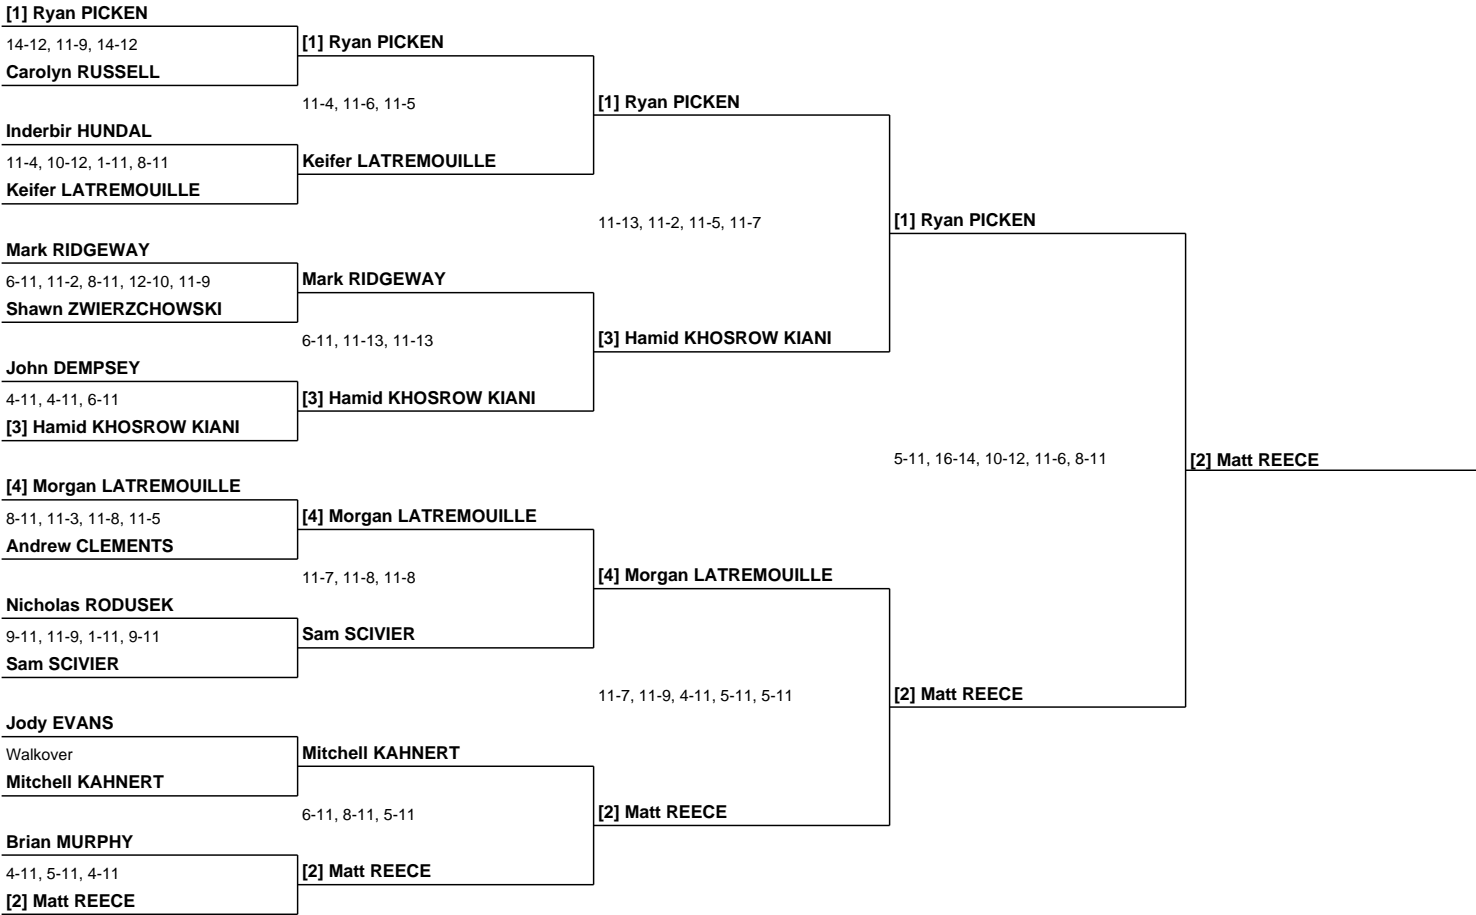 [1] Ryan PICKEN
14-12, 11-9, 14-12
Carolyn RUSSELL
Inderbir HUNDAL
11-4, 10-12, 1-11, 8-11
Keifer LATREMOUILLE
Mark RIDGEWAY
6-11, 11-2, 8-11, 12-10, 11-9
Shawn ZWIERZCHOWSKI
John DEMPSEY
4-11, 4-11, 6-11
[3] Hamid KHOSROW KIANI
[4] Morgan LATREMOUILLE
8-11, 11-3, 11-8, 11-5
Andrew CLEMENTS
Nicholas RODUSEK
9-11, 11-9, 1-11, 9-11
Sam SCIVIER
Jody EVANS
Walkover
Mitchell KAHNERT
Brian MURPHY
4-11, 5-11, 4-11
[2] Matt REECE
[1] Ryan PICKEN
11-4, 11-6, 11-5
Keifer LATREMOUILLE
Mark RIDGEWAY
6-11, 11-13, 11-13
[3] Hamid KHOSROW KIANI
[4] Morgan LATREMOUILLE
11-7, 11-8, 11-8
Sam SCIVIER
Mitchell KAHNERT
6-11, 8-11, 5-11
[2] Matt REECE
[1] Ryan PICKEN
11-13, 11-2, 11-5, 11-7
[3] Hamid KHOSROW KIANI
[4] Morgan LATREMOUILLE
11-7, 11-9, 4-11, 5-11, 5-11
[2] Matt REECE
[1] Ryan PICKEN
5-11, 16-14, 10-12, 11-6, 8-11
[2] Matt REECE
[2] Matt REECE